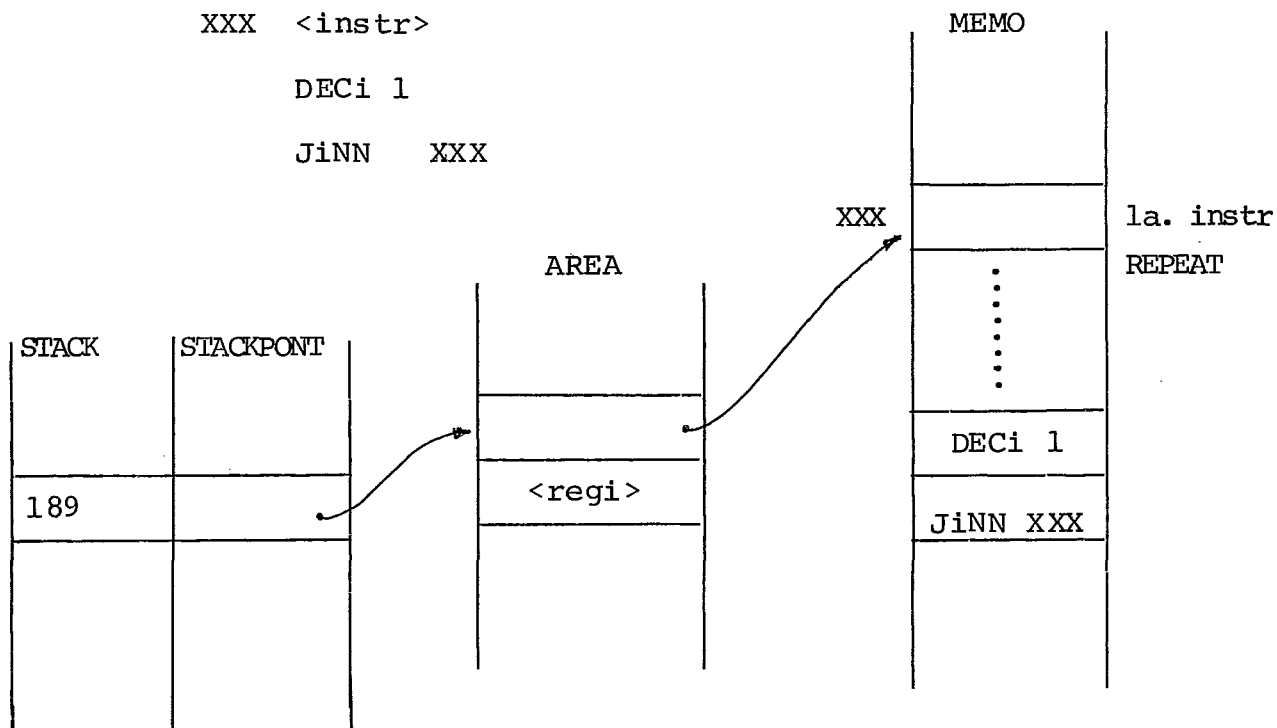 XXX <instr>
DECi 1
JiNN XXX
MEMO
XXX
1a. instr
REPEAT
AREA
STACK STACKPONT
DECi 1
189
<regi>
JiNN XXX